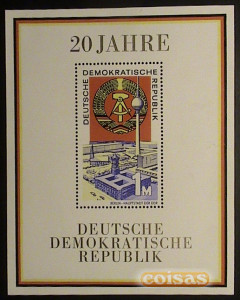 20 JAHRE
DEUTSCHE DEMOKRATISCHE REPUBLIK
1M
DEUTSCHE
DEMOKRATISCHE
REPUBLIK
coisas